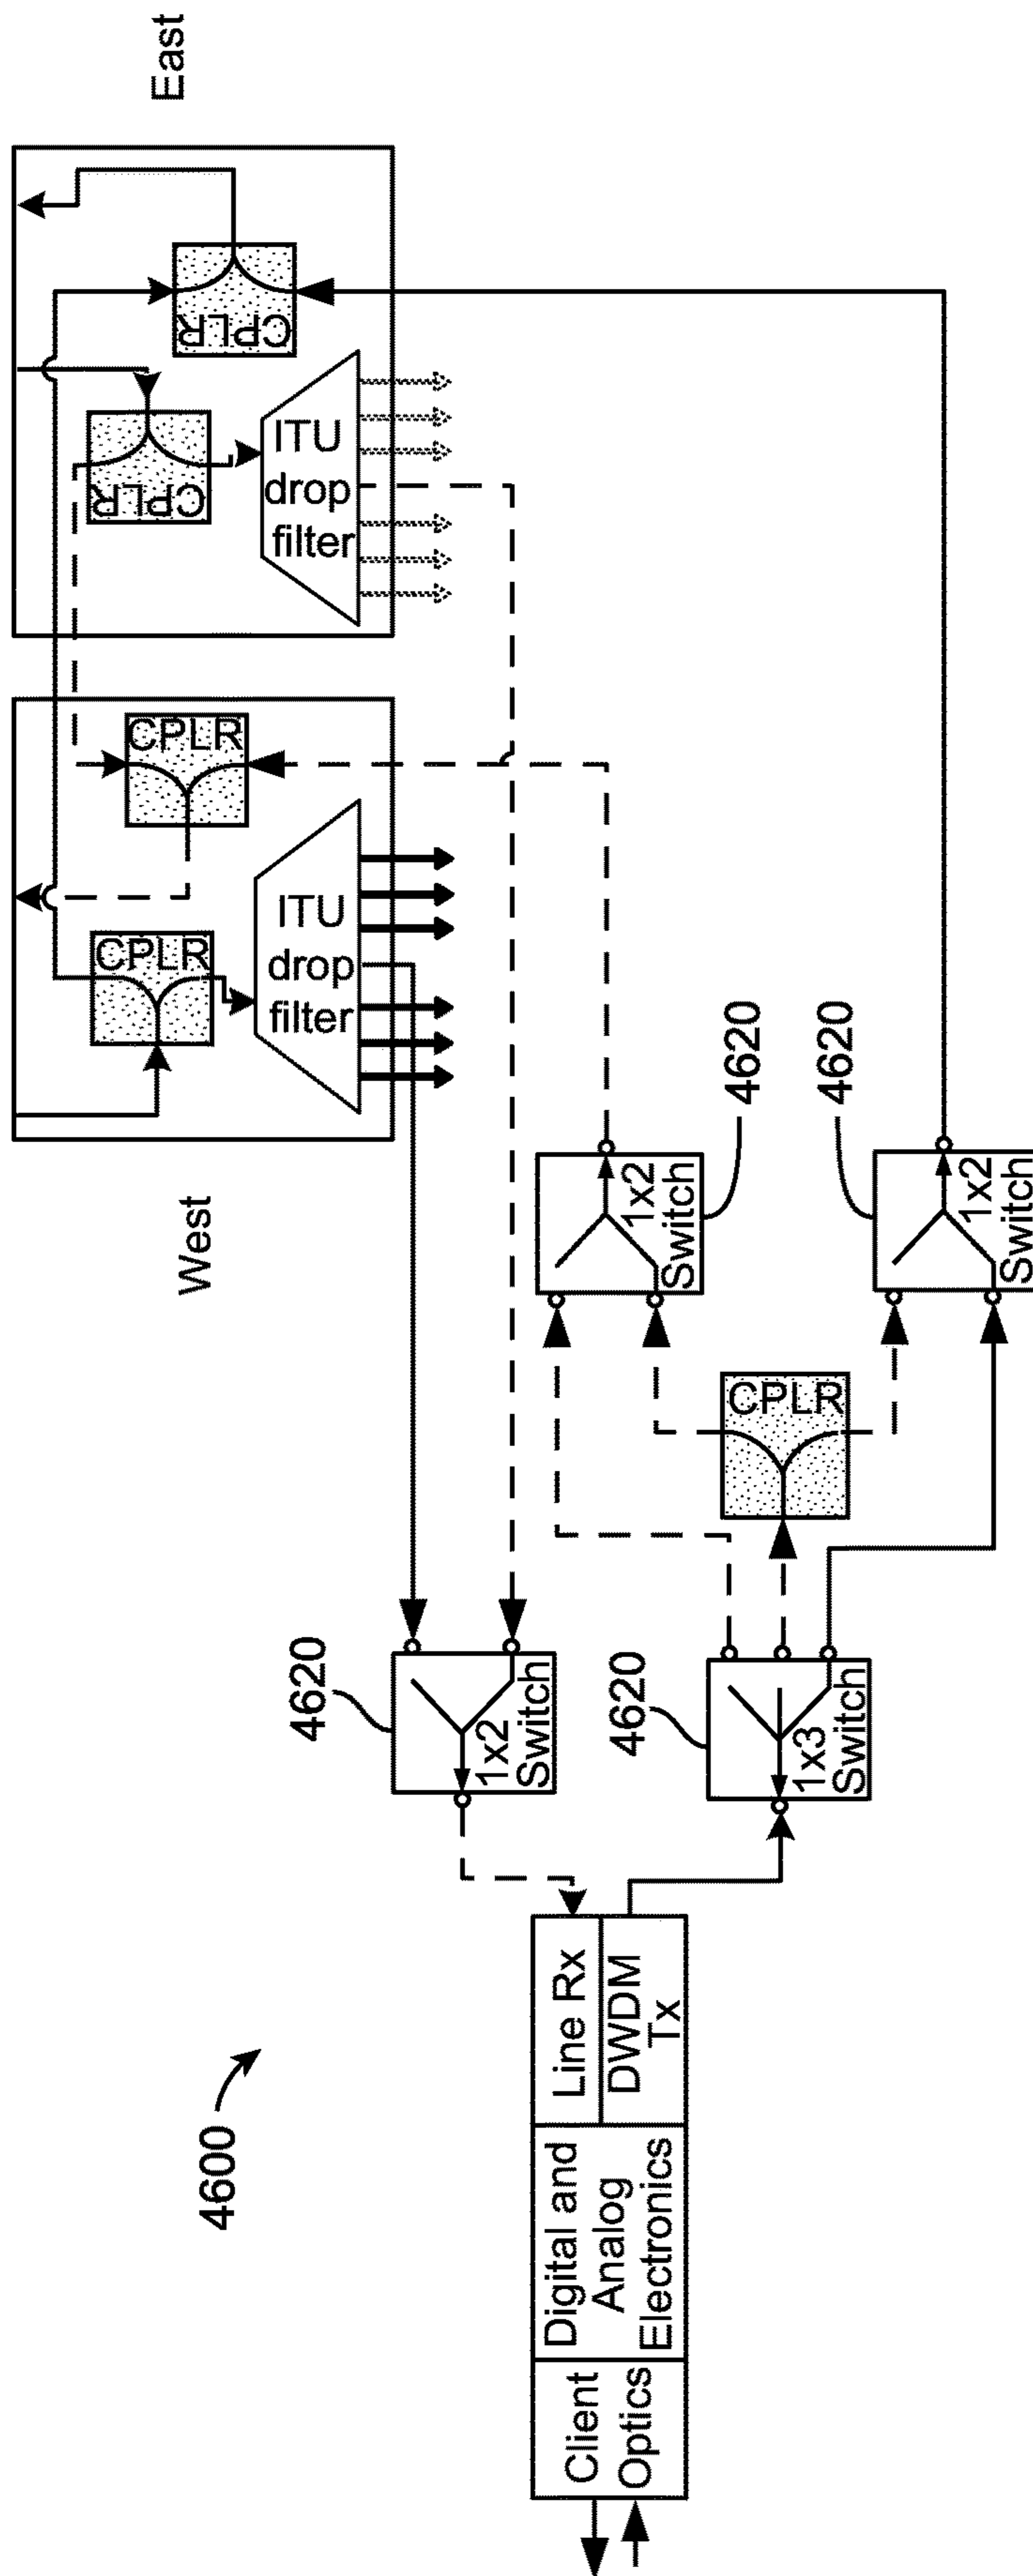 East
CPLR
CPLR
ITU
drop
filter
CPLR
CPLR
ITU
drop
filter
West
4620
4620
1x2
Switch
1x2
Switch
CPLR
4620
4620
1x2
Switch
1x3
Switch
4600
Line Rx
DWDM
Tx
Digital and
Analog
Electronics
Client
Optics